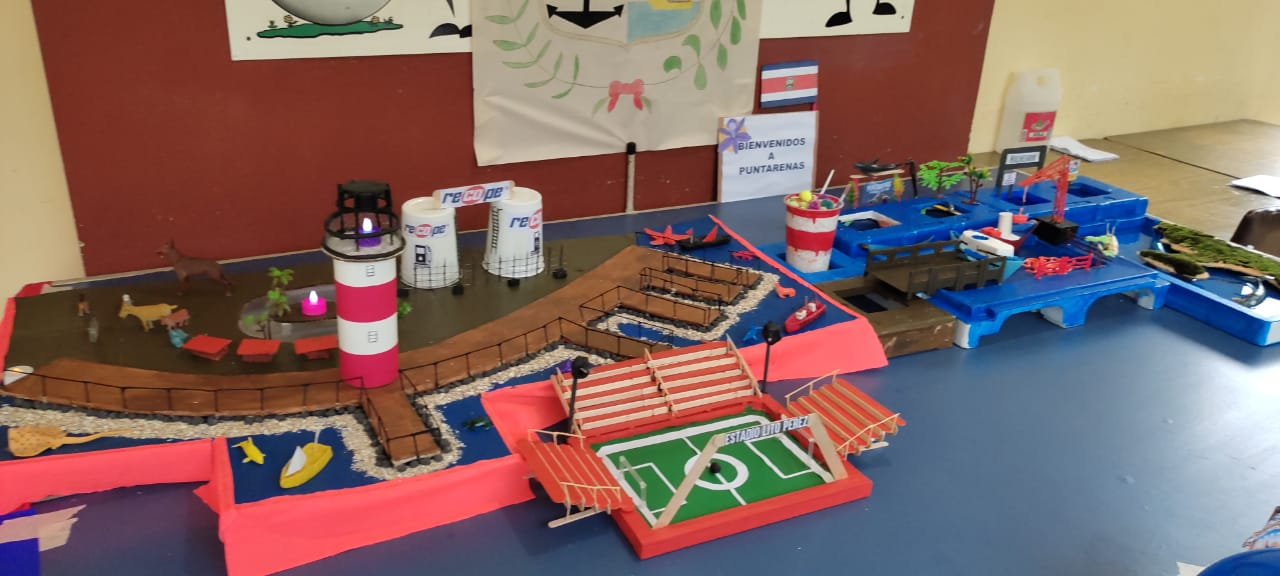 BIENVENIDOS
A
PUNTARENAS
recope
recope
recope
ESTADIO LITO PEREZ